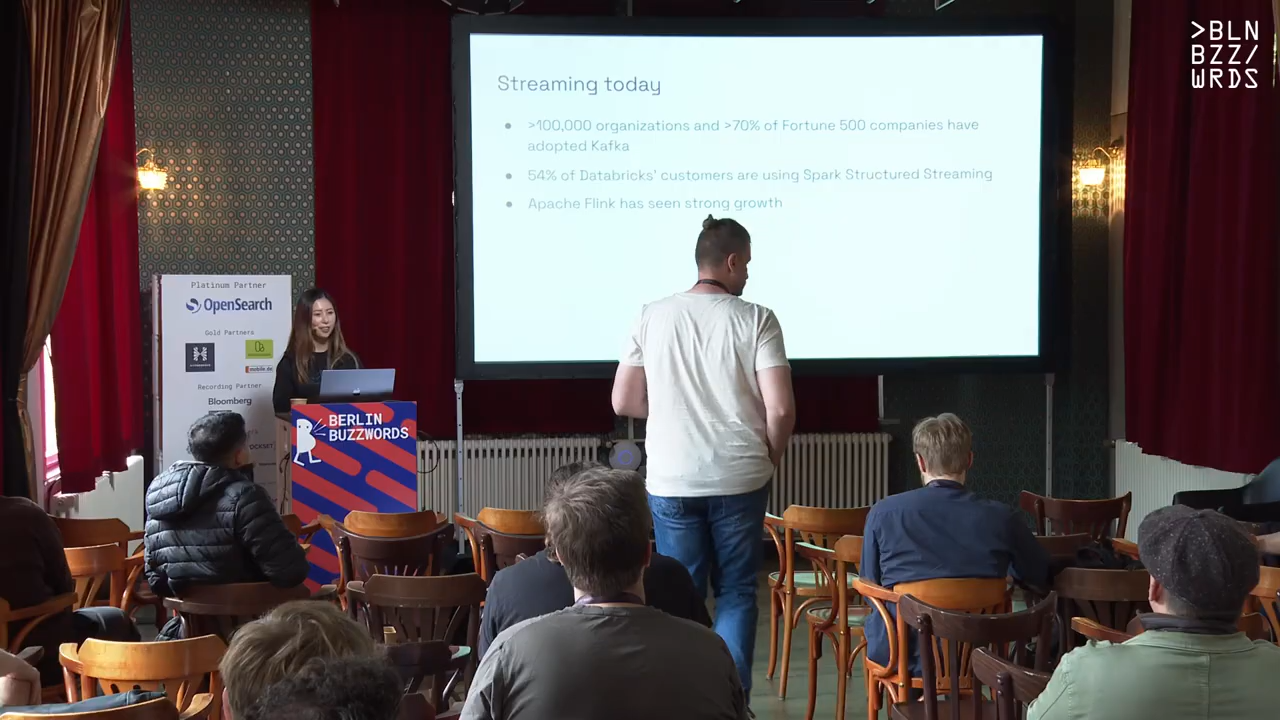 >BLN
BZZ/
WRDS
Streaming today
>100,000 organizations and >70% of Fortune 500 companies have
adopted Kafka
54% of Databricks' customers are using Spark Structured Streaming
Apache Flink has seen strong growth
Platinum Partner
OpenSearch
Gold Partners
mobile.de
Recording Partner
Bloomberg
BERLIN
BUZZWORDS